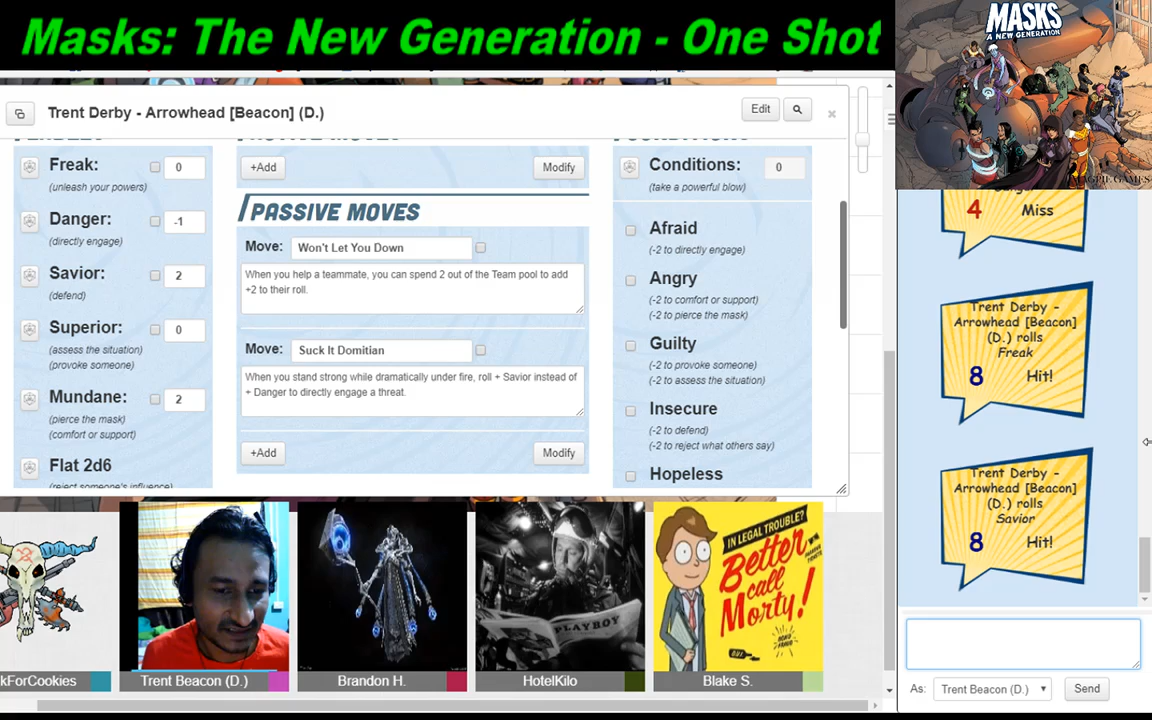 Masks: The New Generation - One Shot
MASKS
A NEW GENERATION
MAGPIE GAMES
Trent Derby - Arrowhead [Beacon] (D.)
Edit
Freak:
0
(unleash your powers)
Danger:
-1
(directly engage)
Savior:
2
(defend)
Superior:
0
(assess the situation)
(provoke someone)
Mundane:
2
(pierce the mask)
(comfort or support)
Flat 2d6
(reject someone's influence)
+Add
Modify
PASSIVE MOVES
Move:
Won't Let You Down
When you help a teammate, you can spend 2 out of the Team pool to add
+2 to their roll.
Move:
Suck It Domitian
When you stand strong while dramatically under fire, roll + Savior instead of
+ Danger to directly engage a threat.
+Add
Modify
Conditions:
0
(take a powerful blow)
Afraid
(-2 to directly engage)
Angry
(-2 to comfort or support)
(-2 to pierce the mask)
Guilty
(-2 to provoke someone)
(-2 to assess the situation)
Insecure
(-2 to defend)
(-2 to reject what others say)
Hopeless
4
Miss
Trent Derby -
Arrowhead [Beacon]
(D.) rolls
Freak
8
Hit!
Trent Derby -
Arrowhead [Beacon]
(D.) rolls
Savior
8
Hit!
As:
Trent Beacon (D.)
Send
PLAYBOY
IN LEGAL TROUBLE?
Better
call
Morty!
kForCookies
Trent Beacon (D.)
Brandon H.
HotelKilo
Blake S.